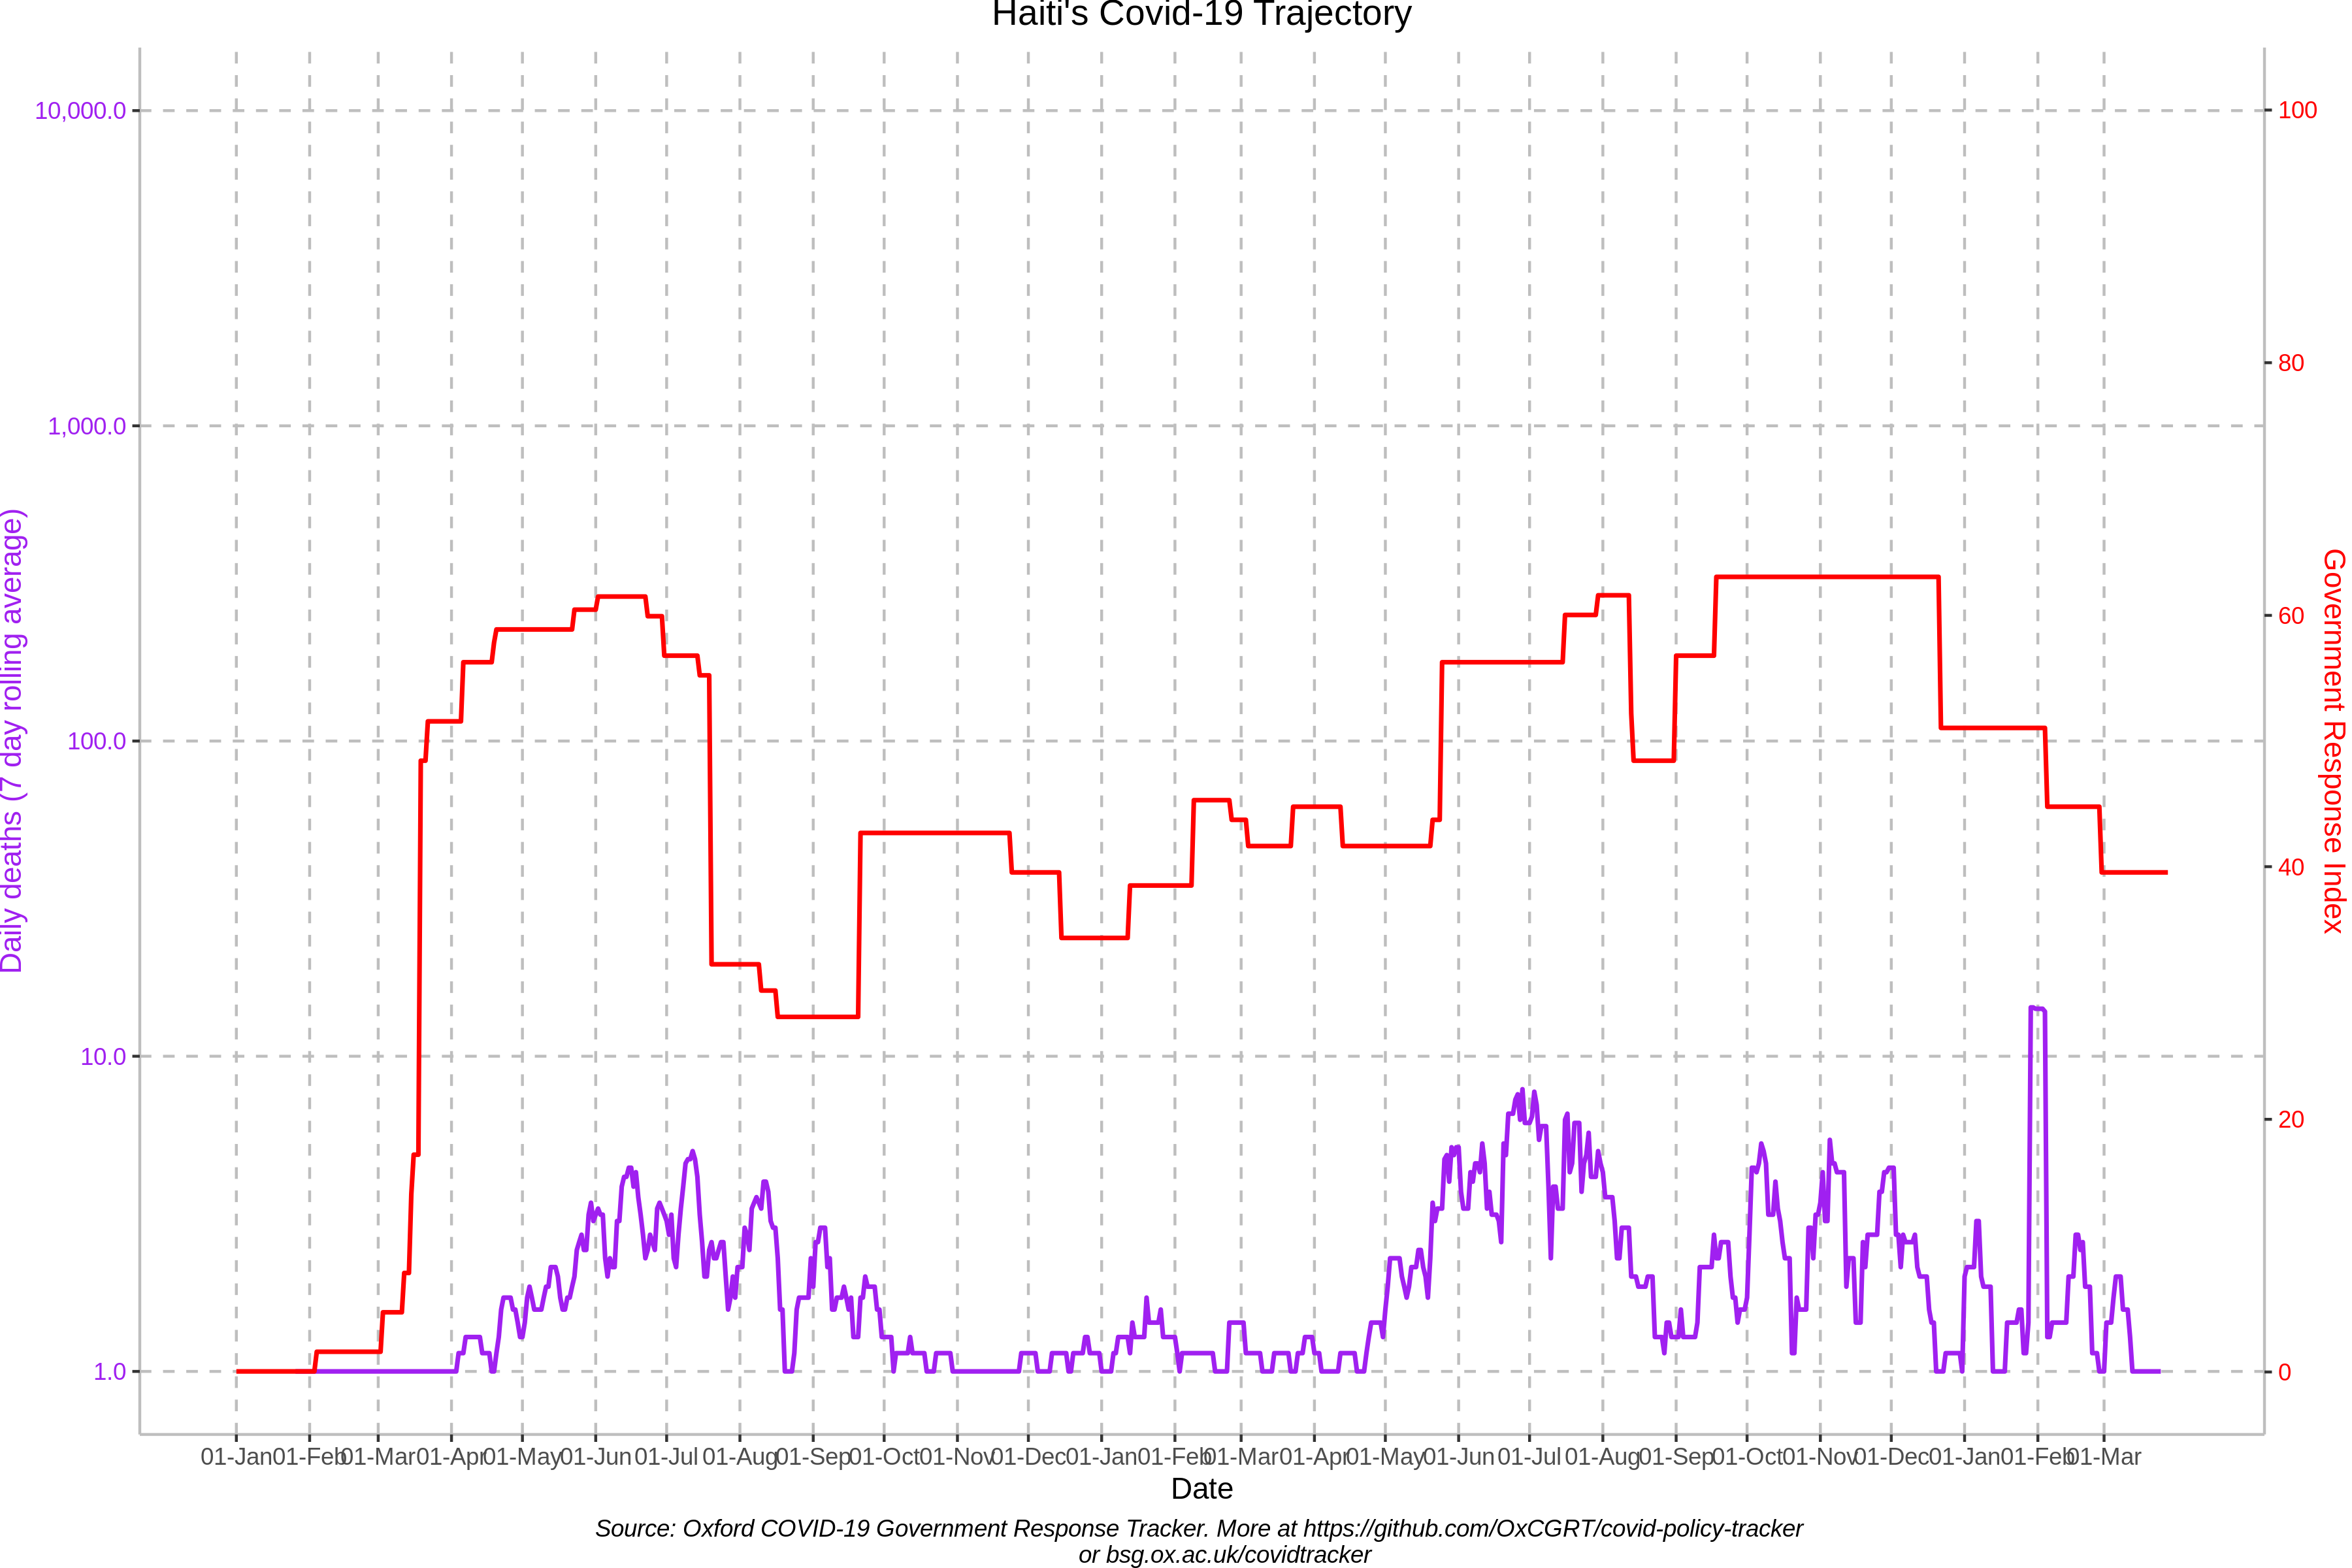 Haiti's Covid-19 Trajectory
10,000.0
1,000.0
100.0
10.0
1.0
Daily deaths (7 day rolling average)
100
80
60
40
20
0
Government Response Index
01-Jan 01-Feb 01-Mar 01-Apr 01-May 01-Jun 01-Jul 01-Aug 01-Sep 01-Oct 01-Nov 01-Dec 01-Jan 01-Feb 01-Mar 01-Apr 01-May 01-Jun 01-Jul 01-Aug 01-Sep 01-Oct 01-Nov 01-Dec 01-Jan 01-Feb 01-Mar
Date
Source: Oxford COVID-19 Government Response Tracker. More at https://github.com/OxCGRT/covid-policy-tracker
or bsg.ox.ac.uk/covidtracker